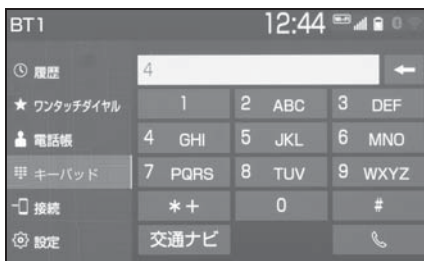 BT1 12:44
履歴
4
ワンタッチダイヤル
1 2 ABC 3 DEF
電話帳
4 GHI 5 JKL 6 MNO
キーパッド
7 PQRS 8 TUV 9 WXYZ
接続
*+ 0 #
設定
交通ナビ